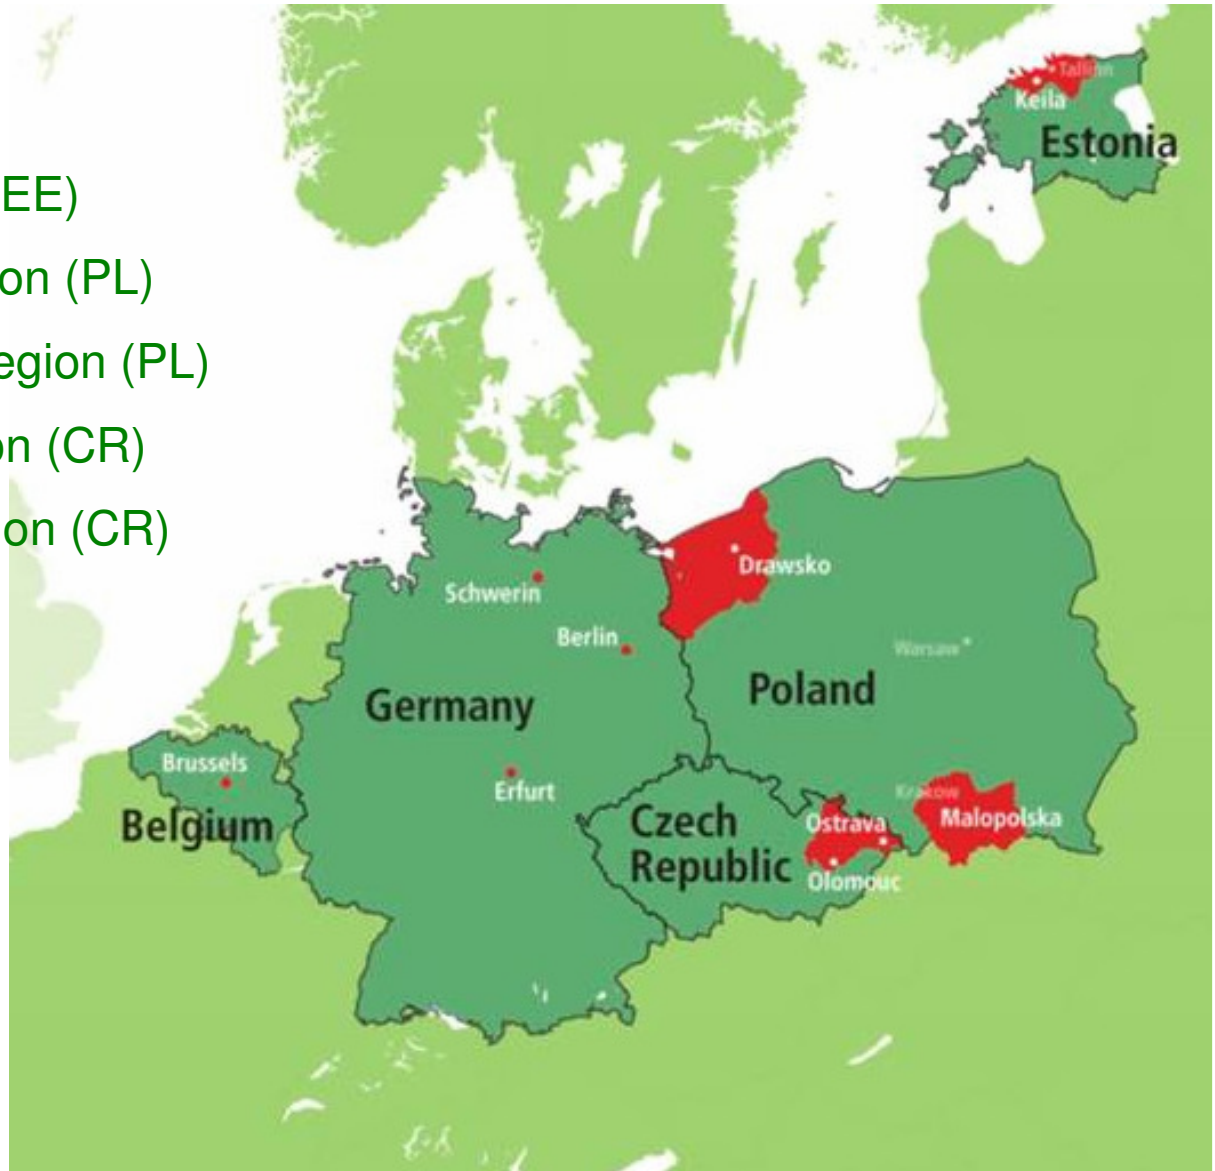 EE)
on (PL)
egion (PL)
on (CR)
on (CR)
Tallinn
Keila
Estonia
Drawsko
Schwerin
Berlin
Warsaw
Germany
Poland
Brussels
Erfurt
Belgium
Krakow
Czech
Republic
Ostrava
Malopolska
Olomouc